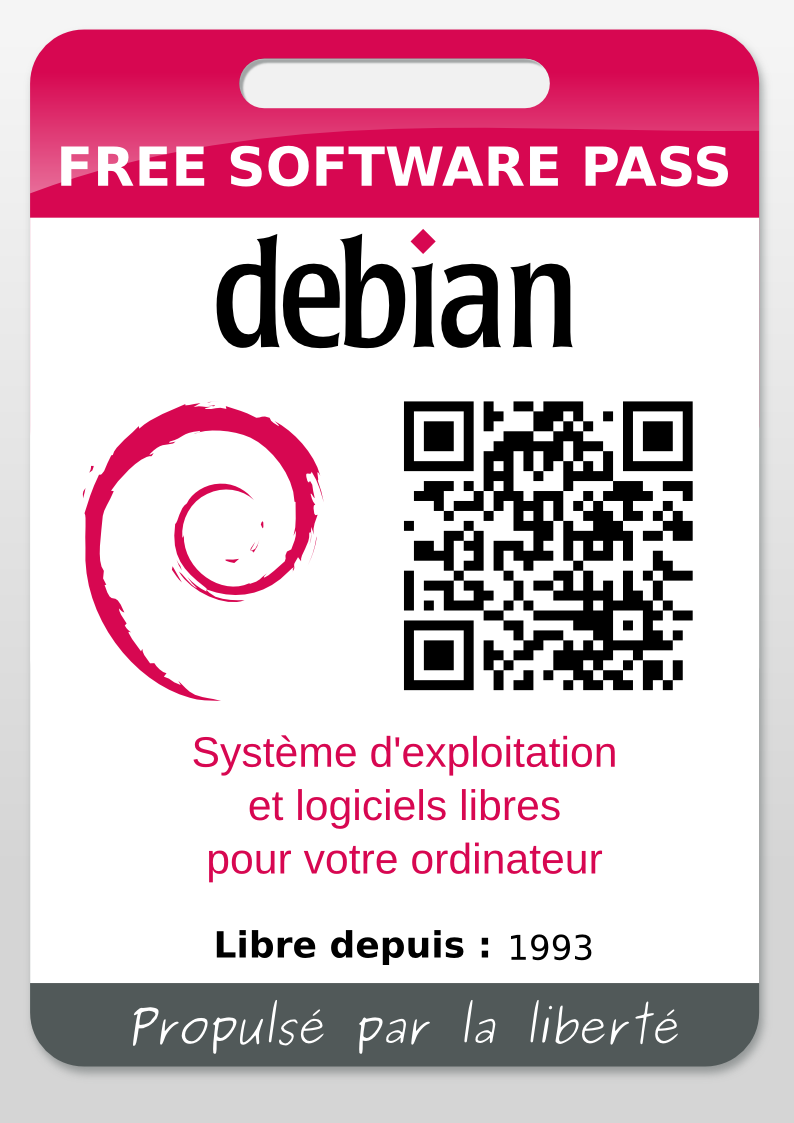 FREE SOFTWARE PASS
debian
Système d'exploitation
et logiciels libres
pour votre ordinateur
Libre depuis : 1993
Propulsé par la liberté